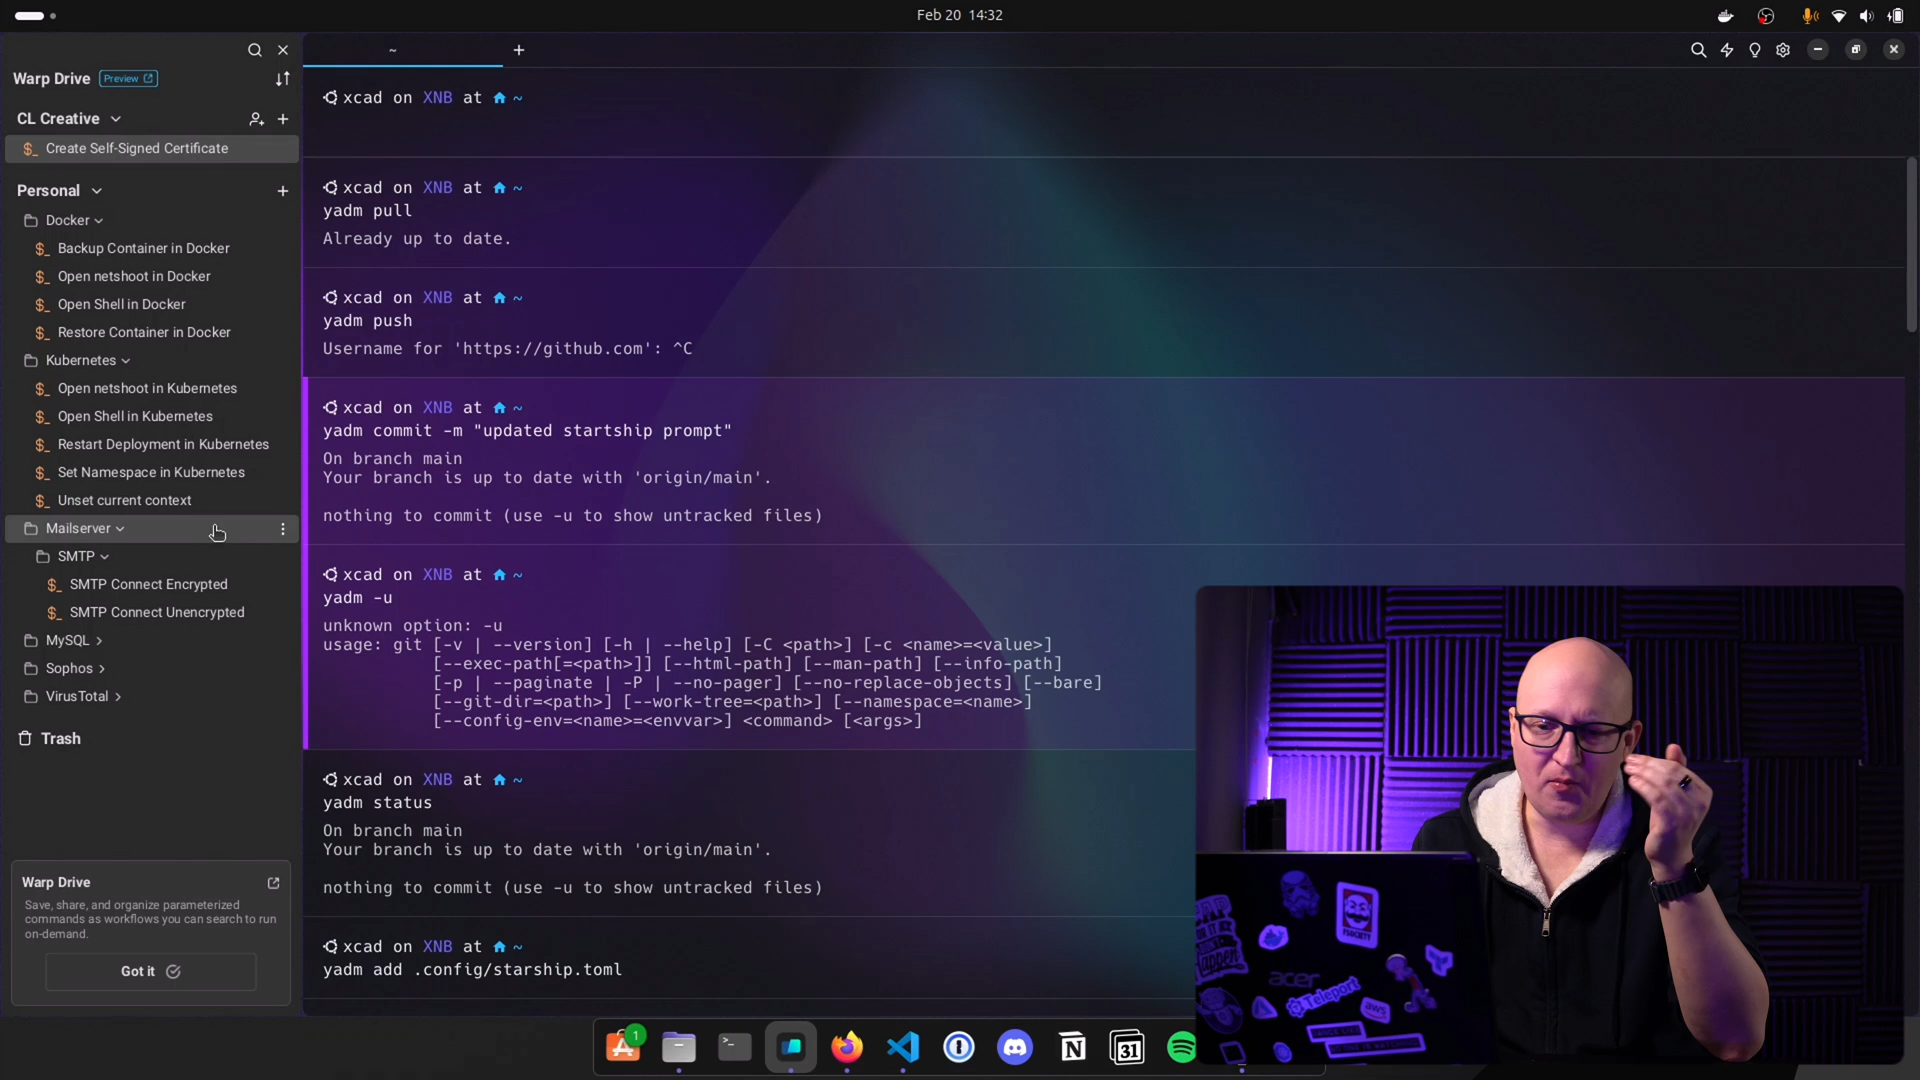 Feb 20 14:32
~
Warp Drive Preview
CL Creative
$_ Create Self-Signed Certificate
Personal
Docker
$_ Backup Container in Docker
$_ Open netshoot in Docker
$_ Open Shell in Docker
$_ Restore Container in Docker
Kubernetes
$_ Open netshoot in Kubernetes
$_ Open Shell in Kubernetes
$_ Restart Deployment in Kubernetes
$_ Set Namespace in Kubernetes
$_ Unset current context
Mailserver
SMTP
$_ SMTP Connect Encrypted
$_ SMTP Connect Unencrypted
MySQL
Sophos
VirusTotal
Trash
Warp Drive
Save, share, and organize parameterized
commands as workflows you can search to run
on-demand.
Got it
xcad on XNB at ~
xcad on XNB at ~
yadm pull
Already up to date.
xcad on XNB at ~
yadm push
Username for 'https://github.com': ^C
xcad on XNB at ~
yadm commit -m "updated startship prompt"
On branch main
Your branch is up to date with 'origin/main'.
nothing to commit (use -u to show untracked files)
xcad on XNB at ~
yadm -u
unknown option: -u
usage: git [-v | --version] [-h | --help] [-C <path>] [-c <name>=<value>]
[--exec-path[=<path>]] [--html-path] [--man-path] [--info-path]
[-p | --paginate | -P | --no-pager] [--no-replace-objects] [--bare]
[--git-dir=<path>] [--work-tree=<path>] [--namespace=<name>]
[--config-env=<name>=<envvar>] <command> [<args>]
xcad on XNB at ~
yadm status
On branch main
Your branch is up to date with 'origin/main'.
nothing to commit (use -u to show untracked files)
xcad on XNB at ~
yadm add .config/starship.toml
FSOCIETY
acer
Teleport
aws
1
31